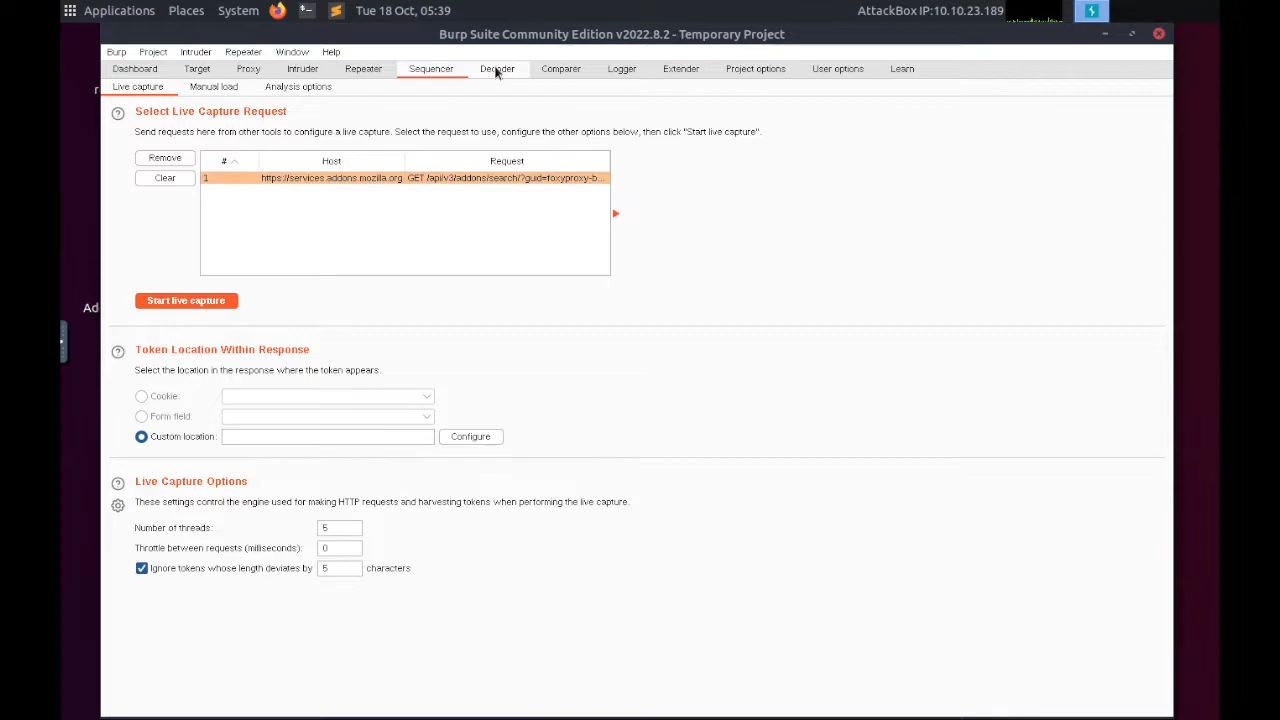 Applications Places System Tue 18 Oct, 05:39 AttackBox IP:10.10.23.189
Burp Suite Community Edition v2022.8.2 - Temporary Project
Burp Project Intruder Repeater Window Help
Dashboard Target Proxy Intruder Repeater Sequencer Decoder Comparer Logger Extender Project options User options Learn
Live capture Manual load Analysis options
Select Live Capture Request
Send requests here from other tools to configure a live capture. Select the request to use, configure the other options below, then click "Start live capture".
Remove # Host Request
Clear 1 https://services.addons.mozilla.org GET /api/v3/addons/search/?guid=foxyproxy-b...
Start live capture
Ad
Token Location Within Response
Select the location in the response where the token appears.
Cookie:
Form field:
Custom location: Configure
Live Capture Options
These settings control the engine used for making HTTP requests and harvesting tokens when performing the live capture.
Number of threads: 5
Throttle between requests (milliseconds): 0
Ignore tokens whose length deviates by 5 characters